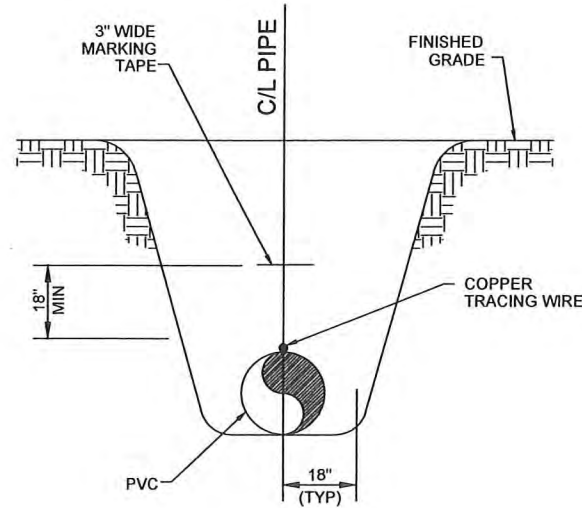 3" WIDE
MARKING
TAPE
C/L PIPE
FINISHED
GRADE
18"
MIN
COPPER
TRACING WIRE
PVC
18"
(TYP)